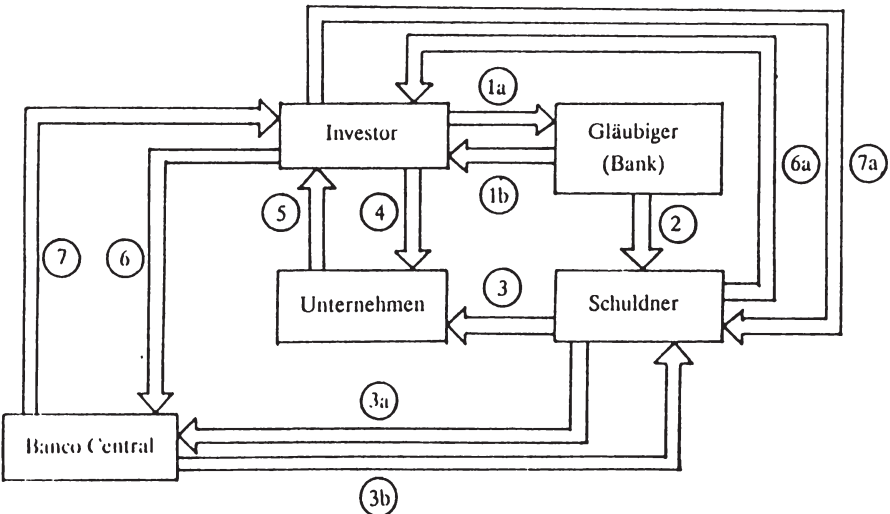 1a
Investor
Gläubiger
(Bank)
6a
7a
1b
5
4
2
7
6
3
Unternehmen
Schuldner
3a
Banco Central
3b